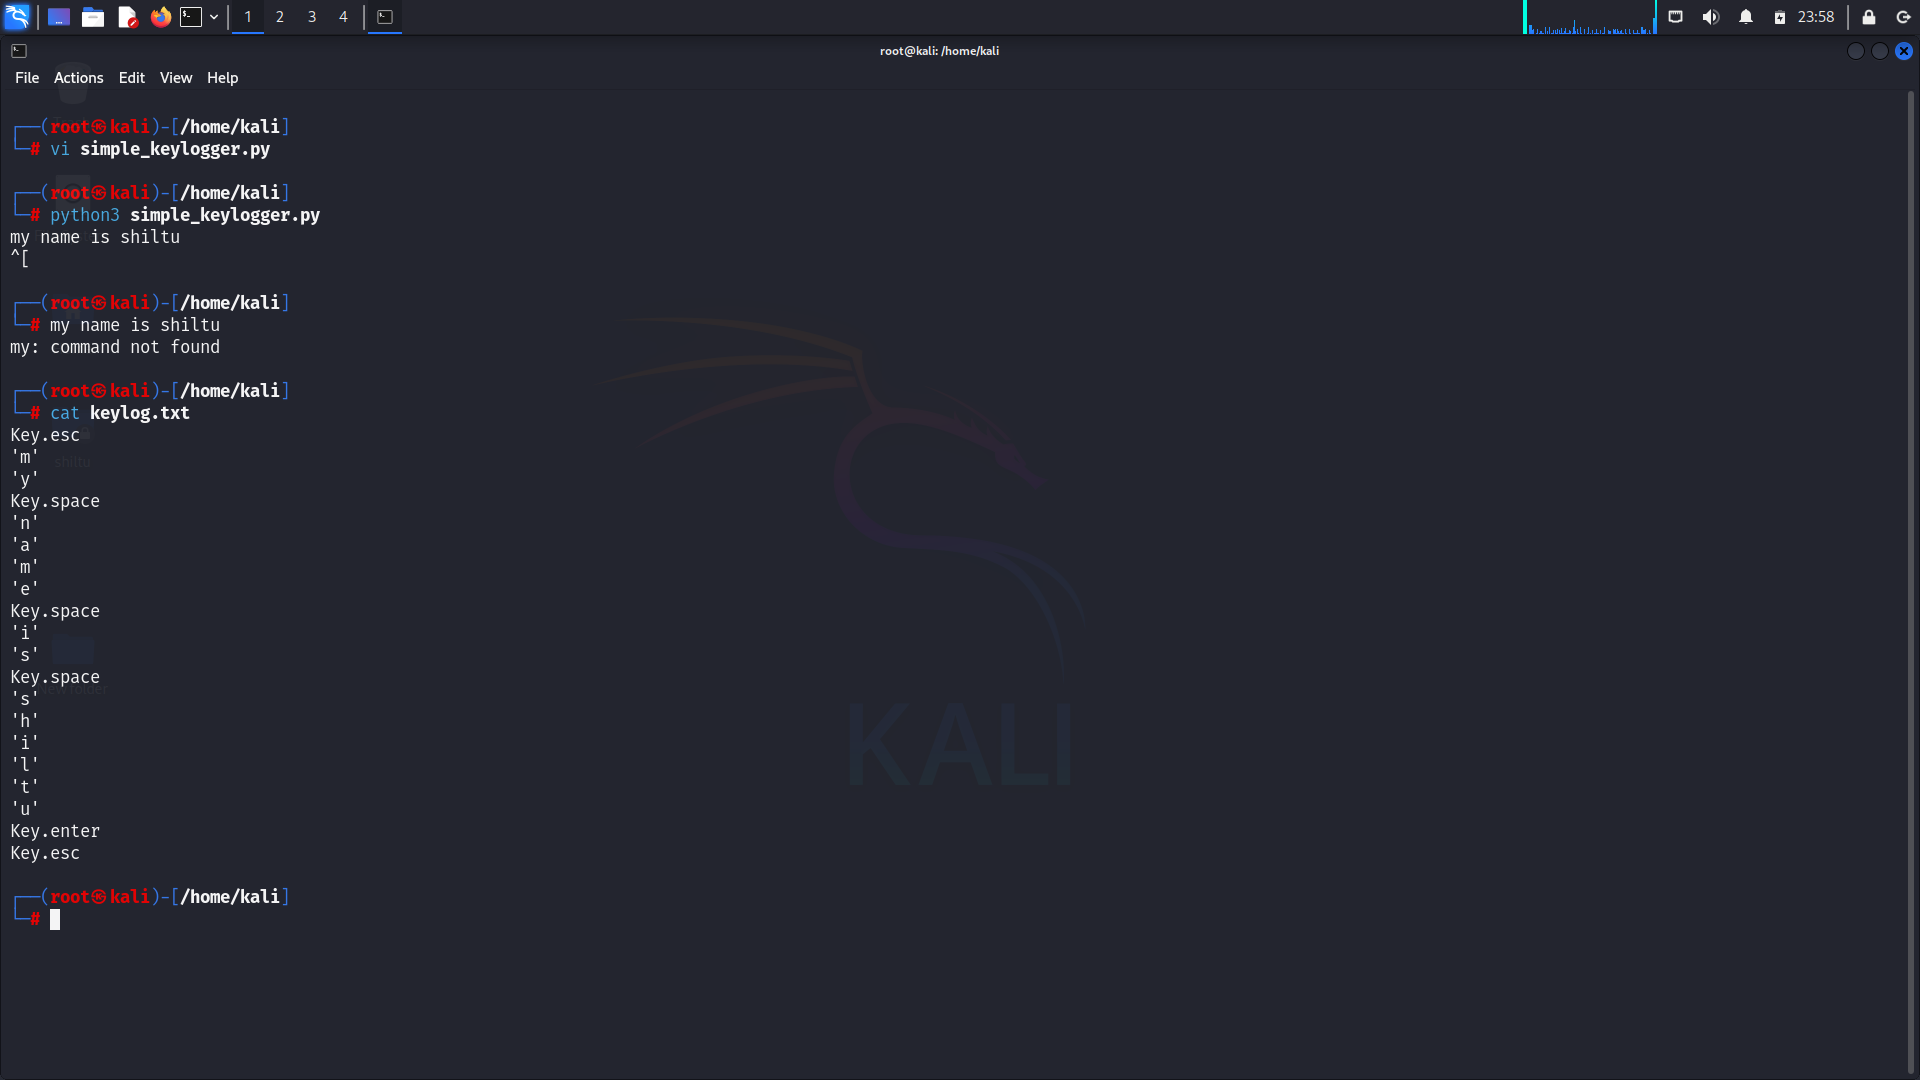 1 2 3 4
23:58
root@kali: /home/kali
File Actions Edit View Help
┌──(root㉿kali)-[/home/kali]
└─# vi simple_keylogger.py
┌──(root㉿kali)-[/home/kali]
└─# python3 simple_keylogger.py
my name is shiltu
^[
┌──(root㉿kali)-[/home/kali]
└─# my name is shiltu
my: command not found
┌──(root㉿kali)-[/home/kali]
└─# cat keylog.txt
Key.esc
'm'
'y'
shiltu
Key.space
'n'
'a'
'm'
'e'
Key.space
'i'
's'
Key.space
New folder
's'
'h'
'i'
'l'
't'
'u'
Key.enter
Key.esc
┌──(root㉿kali)-[/home/kali]
└─#
KALI